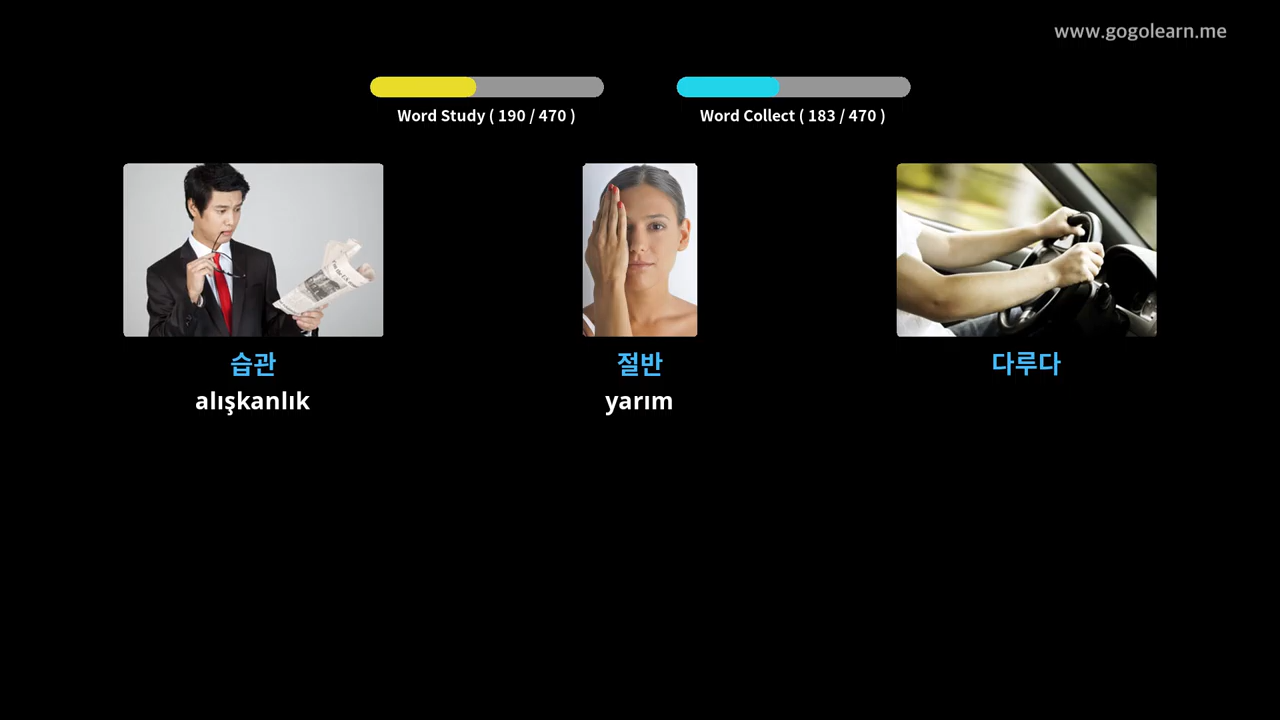 www.gogolearn.me
Word Study ( 190 / 470 )
Word Collect ( 183 / 470 )
습관
절반
다루다
alışkanlık
yarım